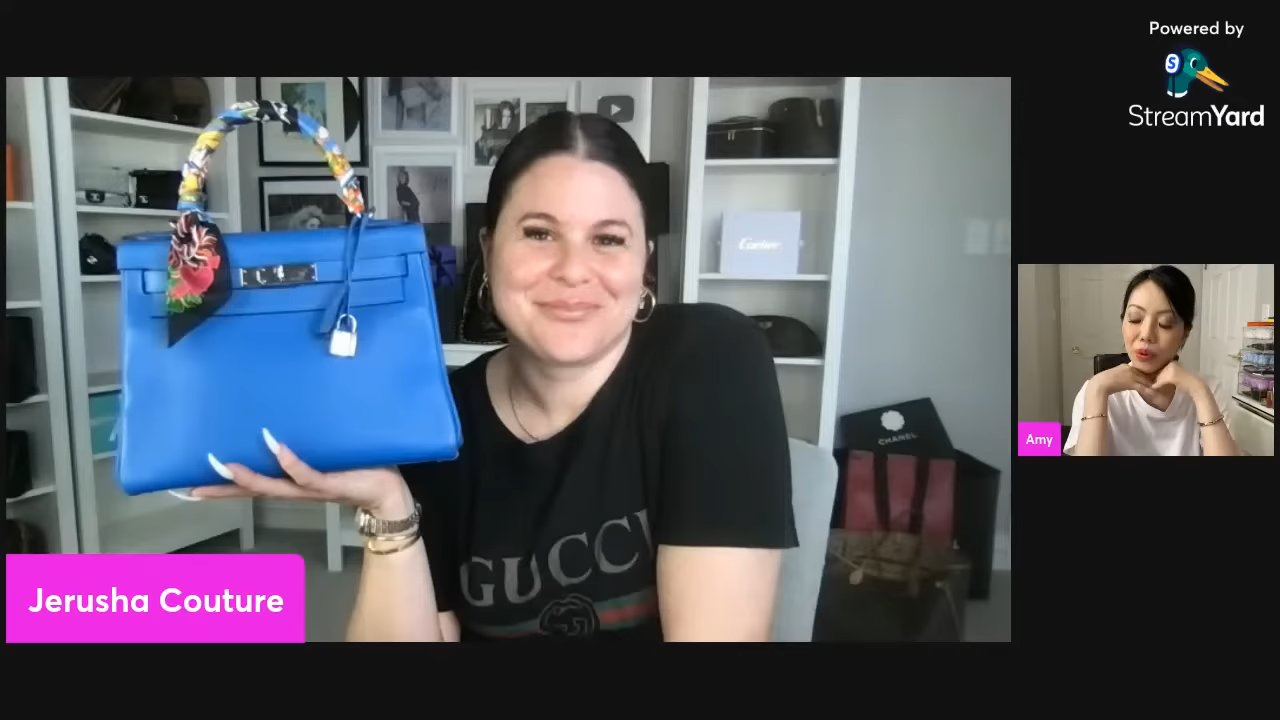 Powered by
StreamYard
Cartier
CHANEL
GUCCI
Amy
Jerusha Couture